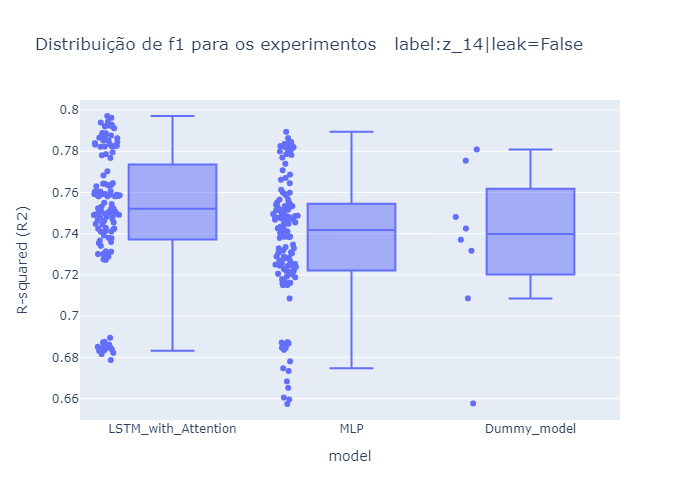 Distribuição de f1 para os experimentos   label:z_14|leak=False
R-squared (R2)
0.8
0.78
0.76
0.74
0.72
0.7
0.68
0.66
LSTM_with_Attention
MLP
Dummy_model
model